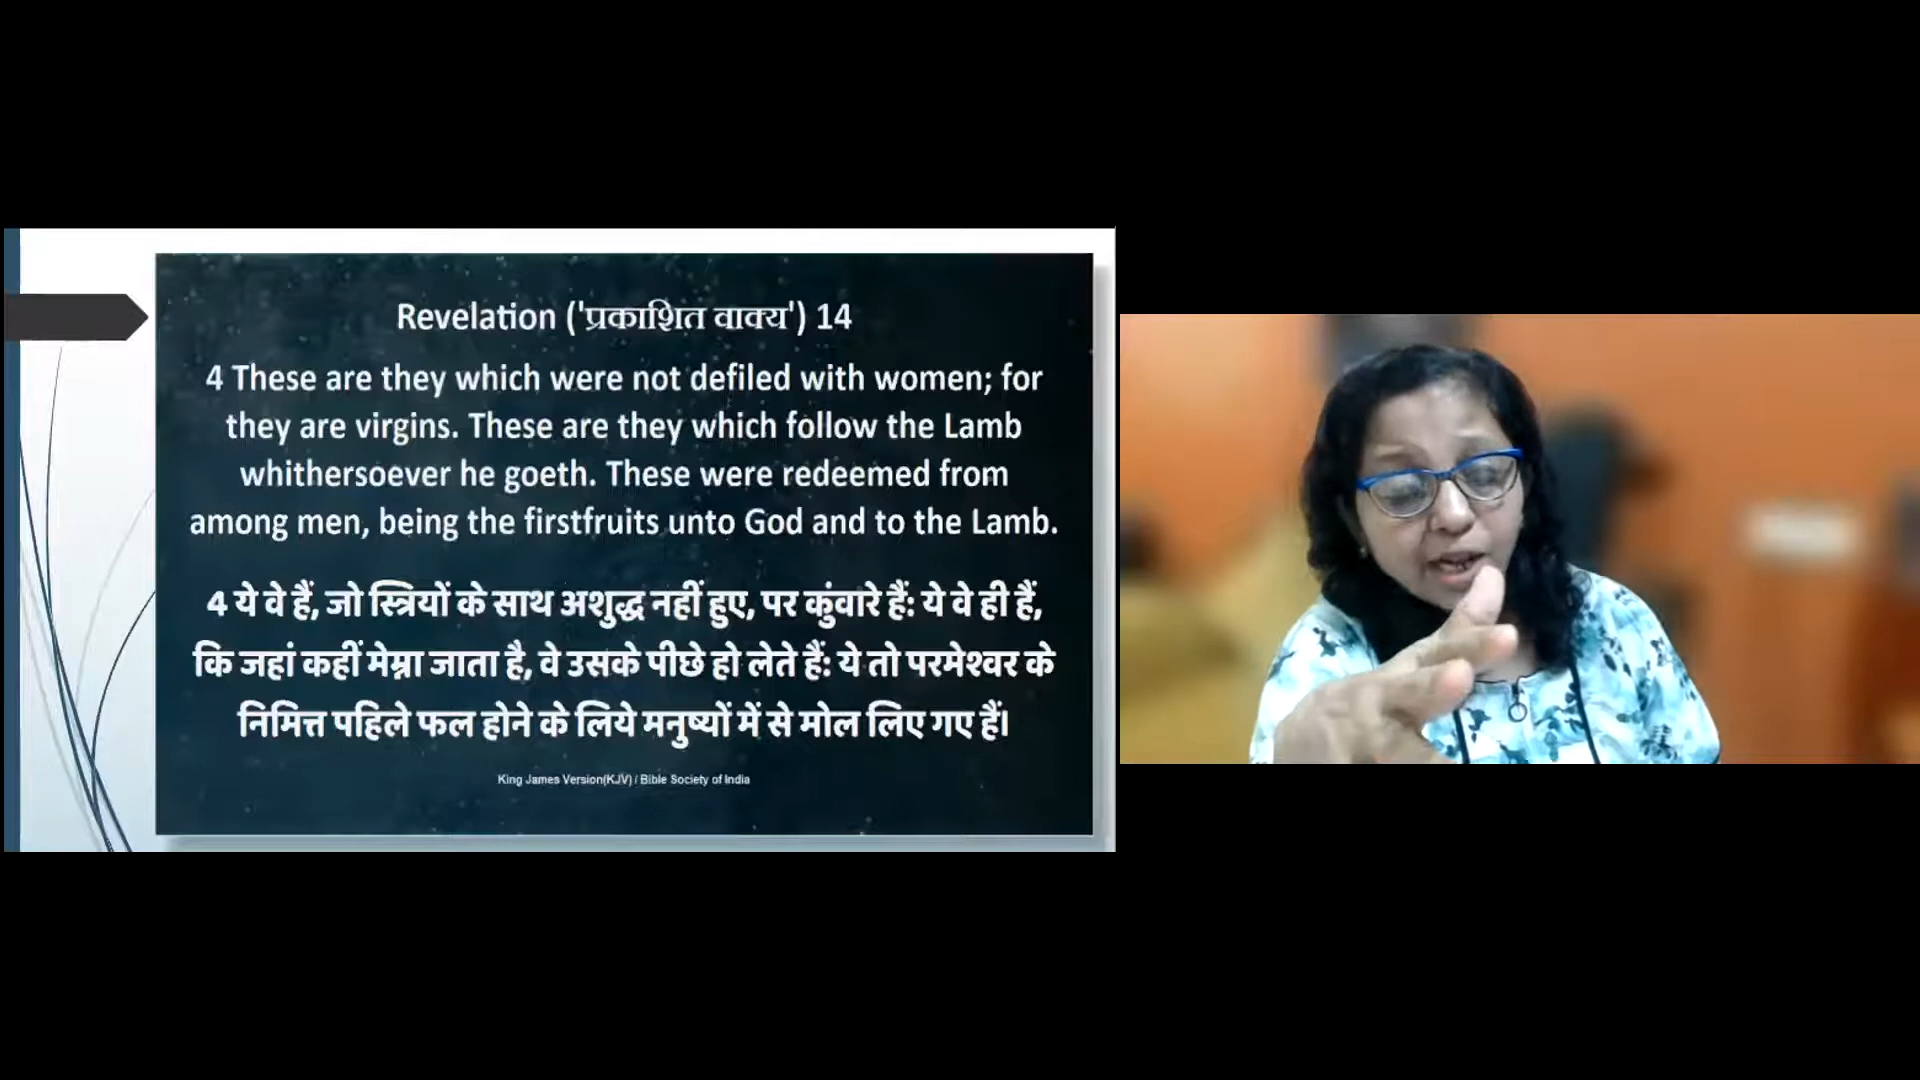 Revelation ('प्रकाशित वाक्य') 14
4 These are they which were not defiled with women; for
they are virgins. These are they which follow the Lamb
whithersoever he goeth. These were redeemed from
among men, being the firstfruits unto God and to the Lamb.
4 ये वे हैं, जो स्त्रियों के साथ अशुद्ध नहीं हुए, पर कुंवारे हैं: ये वे ही हैं,
कि जहां कहीं मेम्ना जाता है, वे उसके पीछे हो लेते हैं: ये तो परमेश्वर के
निमित्त पहिले फल होने के लिये मनुष्यों में से मोल लिए गए हैं।
King James Version(KJV) / Bible Society of India